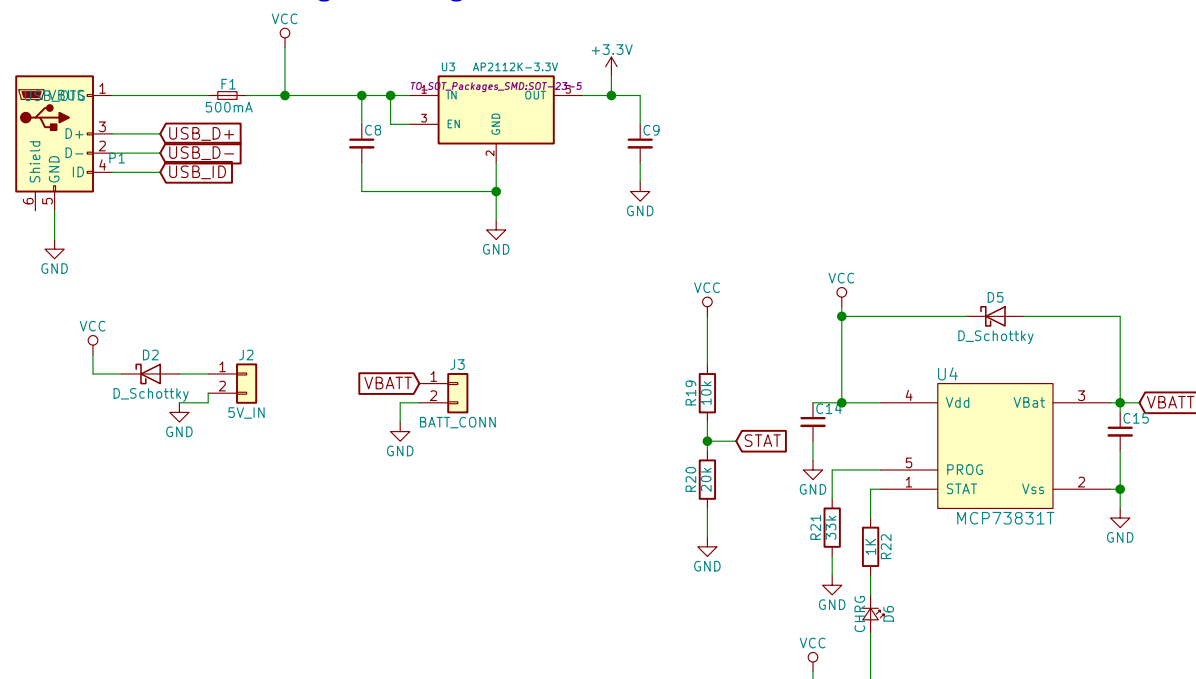 VCC
+3.3V
U3
AP2112K-3.3V
TO_SOT_Packages_SMD:SOT-23-5
F1
500mA
1
1
IN
OUT
5
3
EN
GND
2
C8
C9
D+
3
USB_D+
D-
2
USB_D-
P1
ID
4
USB_ID
Shield
GND
6
5
GND
GND
GND
VCC
D2
D_Schottky
J2
1
2
5V_IN
GND
VBATT
J3
1
2
BATT_CONN
GND
VCC
R19
10k
STAT
R20
20k
GND
VCC
D5
D_Schottky
U4
4
Vdd
VBat
3
VBATT
C14
C15
GND
5
PROG
1
STAT
Vss
2
MCP73831T
GND
R21
33k
GND
1K
R22
CHRG
D6
VCC